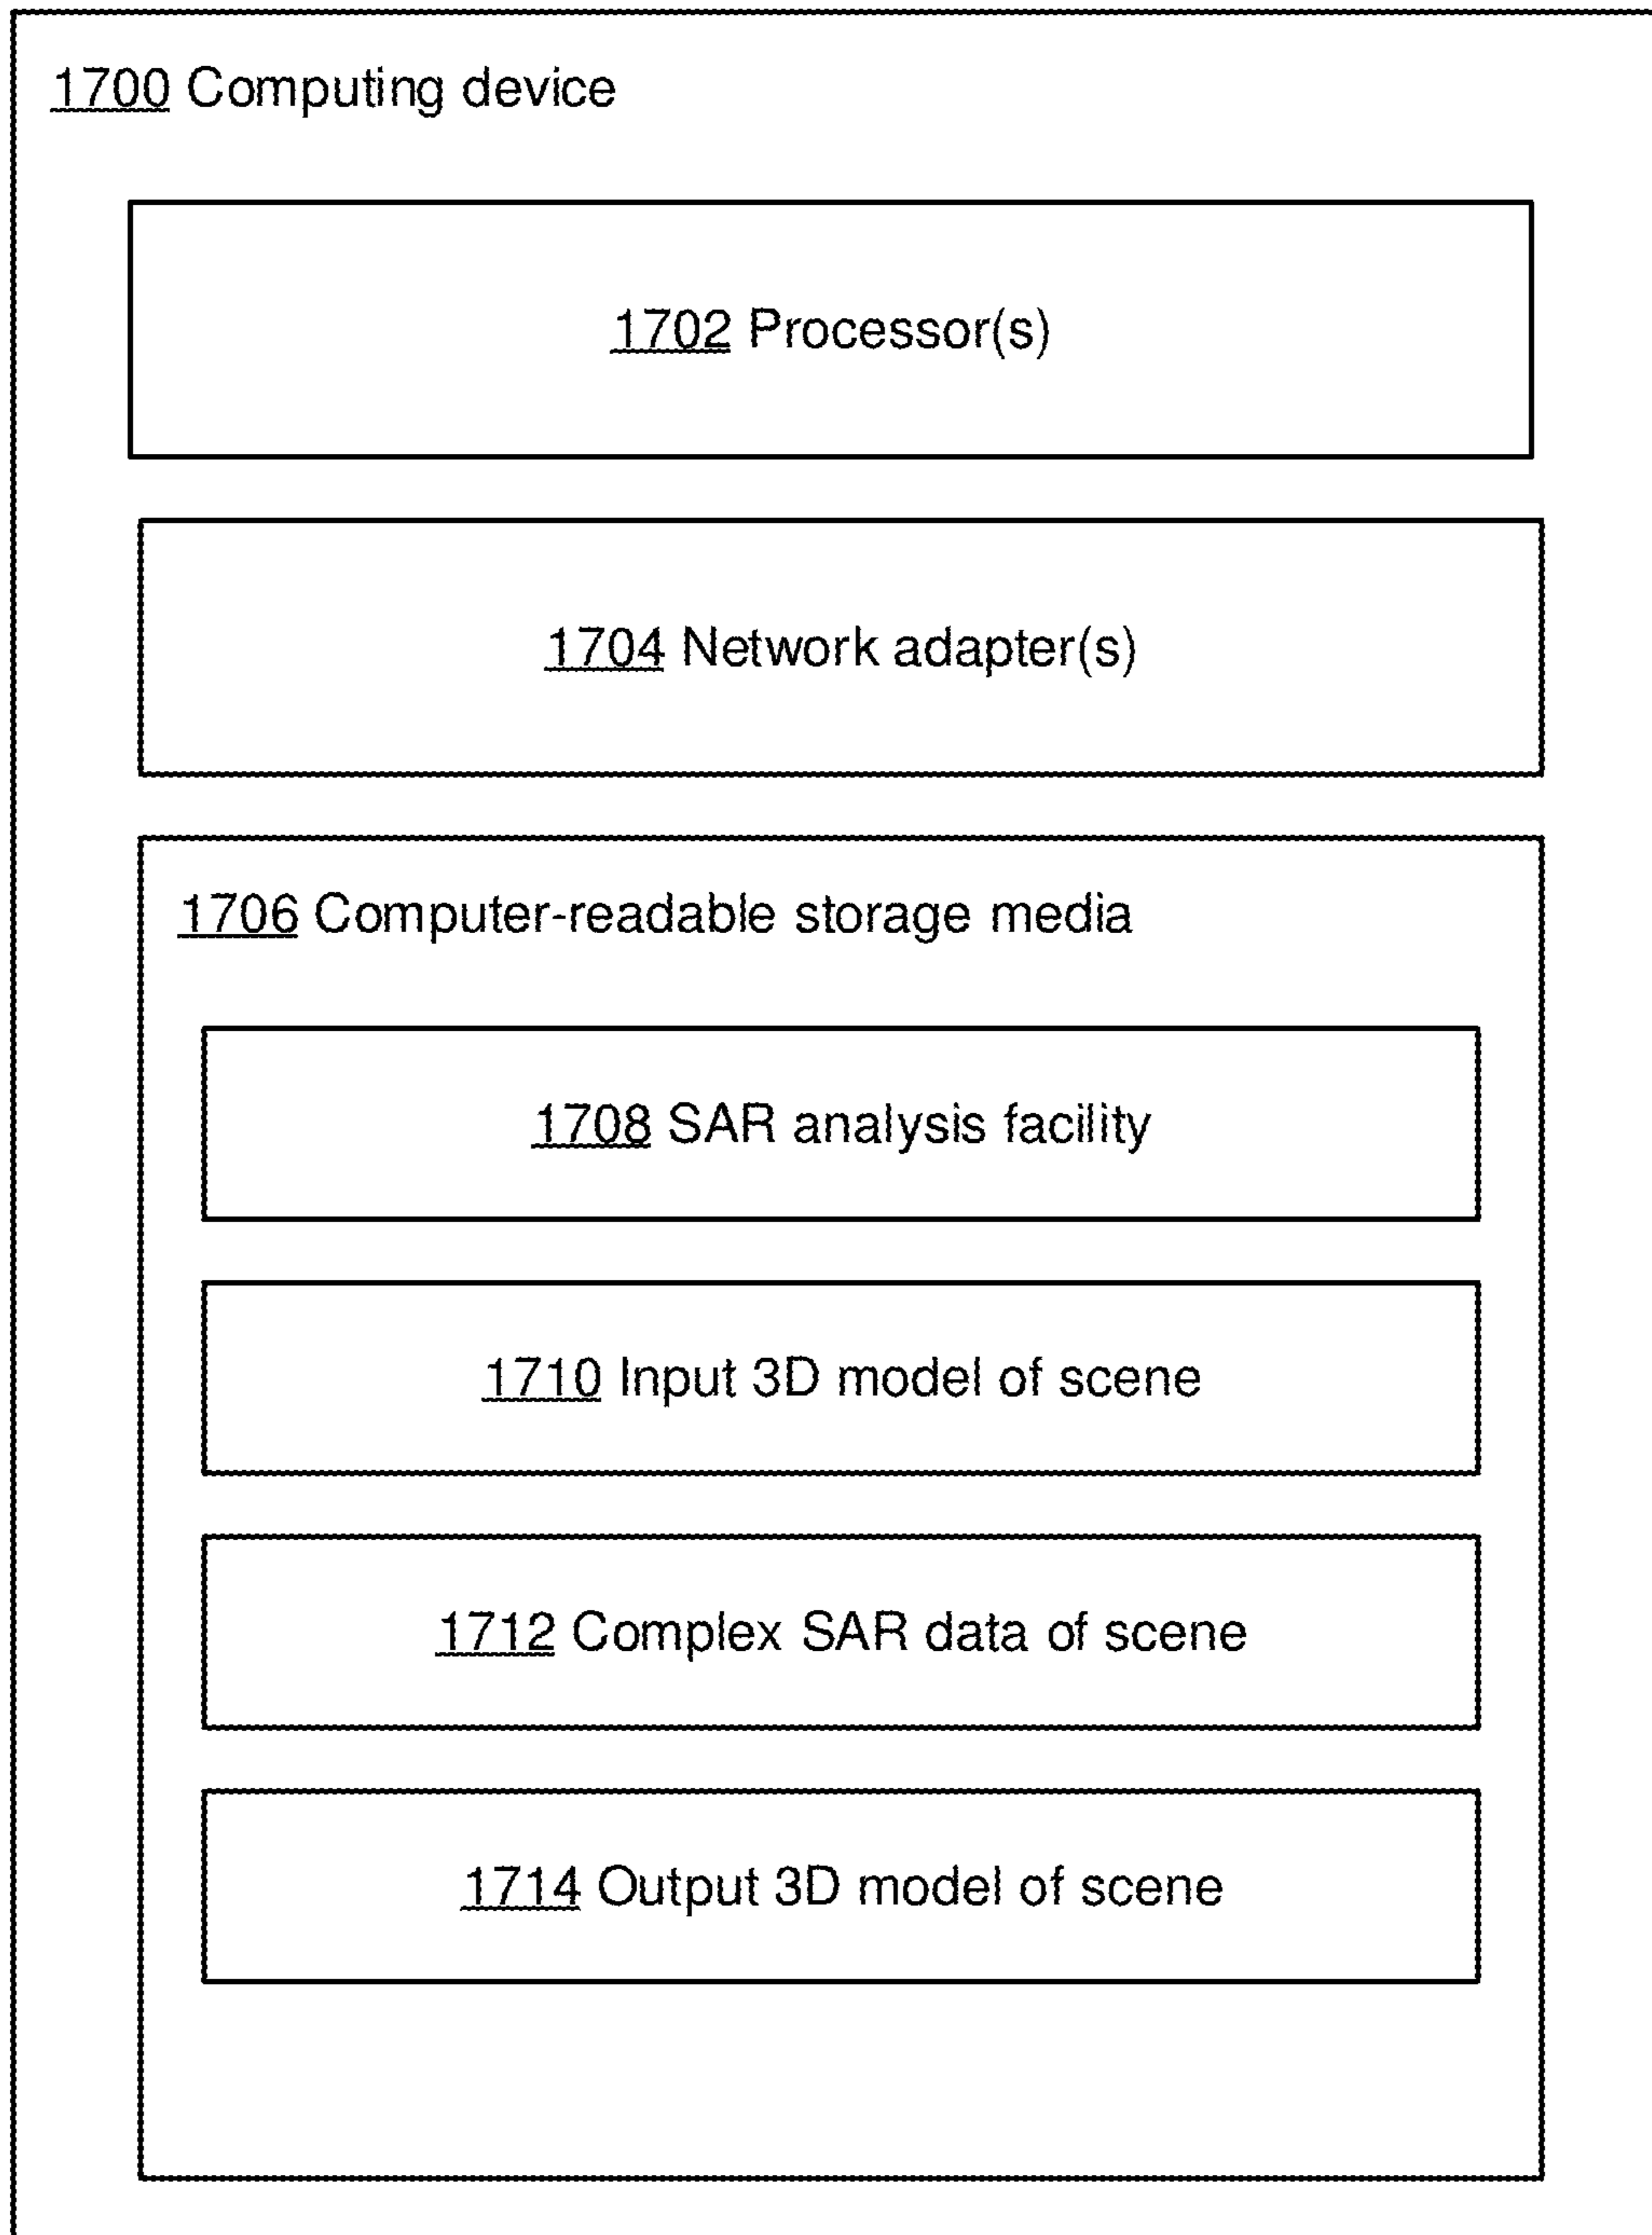 1700 Computing device
1702 Processor(s)
1704 Network adapter(s)
1706 Computer-readable storage media
1708 SAR analysis facility
1710 Input 3D model of scene
1712 Complex SAR data of scene
1714 Output 3D model of scene